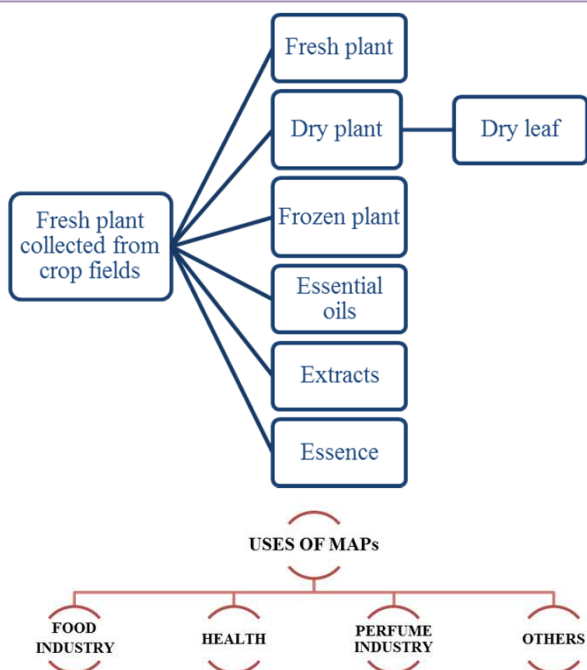 Fresh plant
Dry plant
Dry leaf
Fresh plant
collected from
crop fields
Frozen plant
Essential
oils
Extracts
Essence
USES OF MAPs
FOOD
INDUSTRY
HEALTH
PERFUME
INDUSTRY
OTHERS